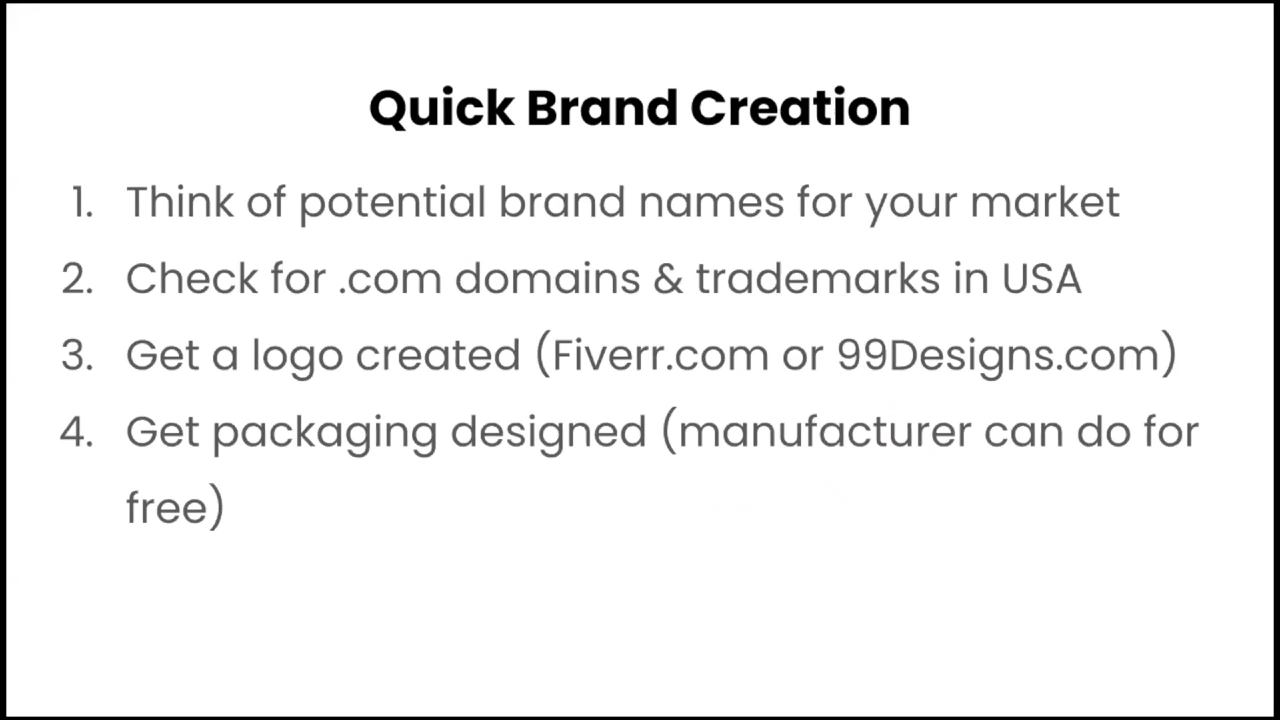 Quick Brand Creation
1. Think of potential brand names for your market
2. Check for .com domains & trademarks in USA
3. Get a logo created (Fiverr.com or 99Designs.com)
4. Get packaging designed (manufacturer can do for
free)